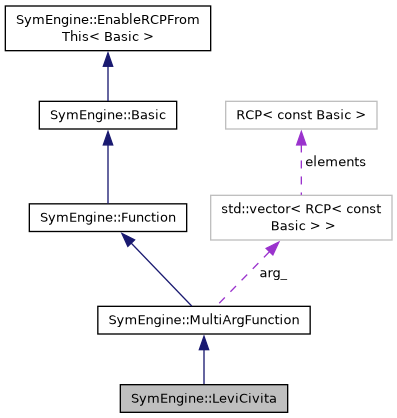 SymEngine::EnableRCPFrom
This< Basic >
SymEngine::Basic
RCP< const Basic >
elements
SymEngine::Function
std::vector< RCP< const
Basic > >
arg_
SymEngine::MultiArgFunction
SymEngine::LeviCivita